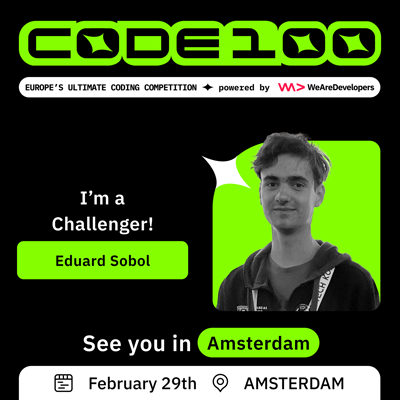 CODE100
EUROPE'S ULTIMATE CODING COMPETITION powered by WeAreDevelopers
I'm a
Challenger!
Eduard Sobol
See you in Amsterdam
February 29th AMSTERDAM